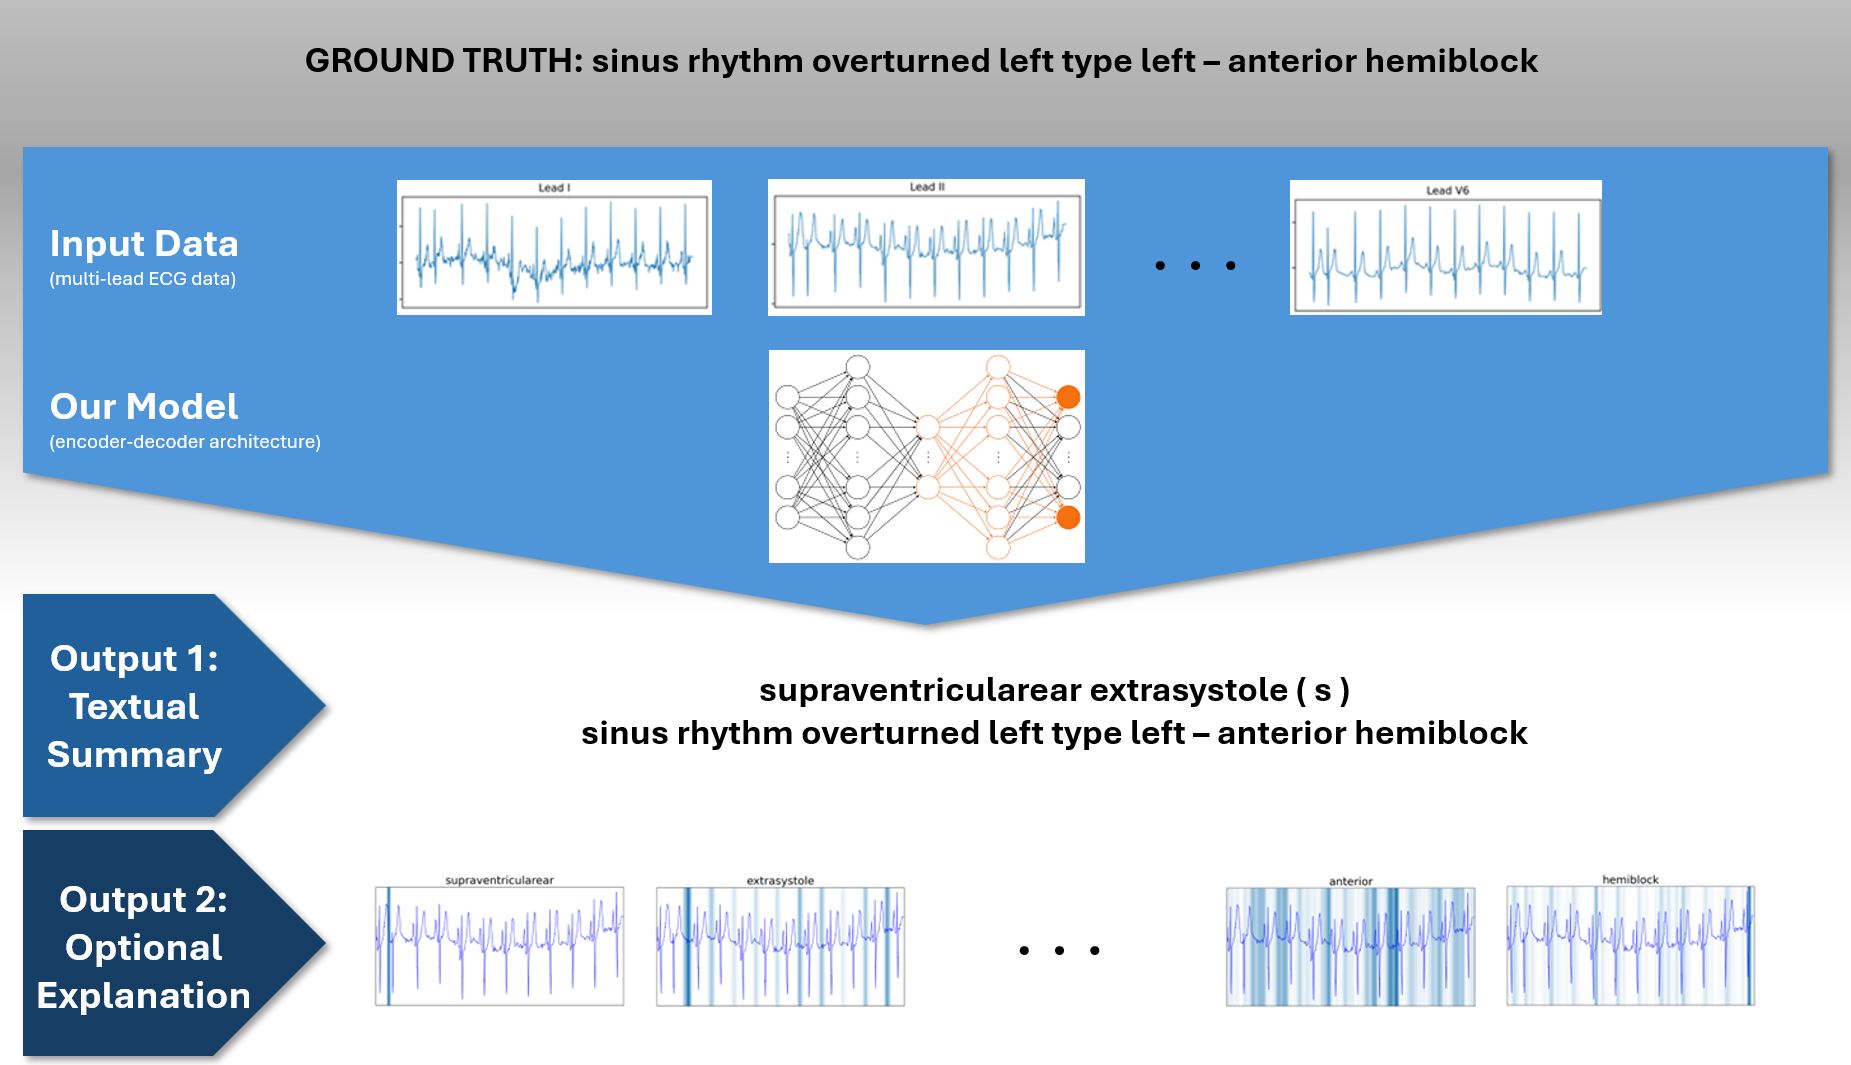 GROUND TRUTH: sinus rhythm overturned left type left – anterior hemiblock
Input Data
(multi-lead ECG data)
Lead I
Lead II
. . .
Lead V6
Our Model
(encoder-decoder architecture)
Output 1:
Textual
Summary
supraventricularear extrasystole ( s )
sinus rhythm overturned left type left – anterior hemiblock
Output 2:
Optional
Explanation
supraventricularear
extrasystole
. . .
anterior
hemiblock